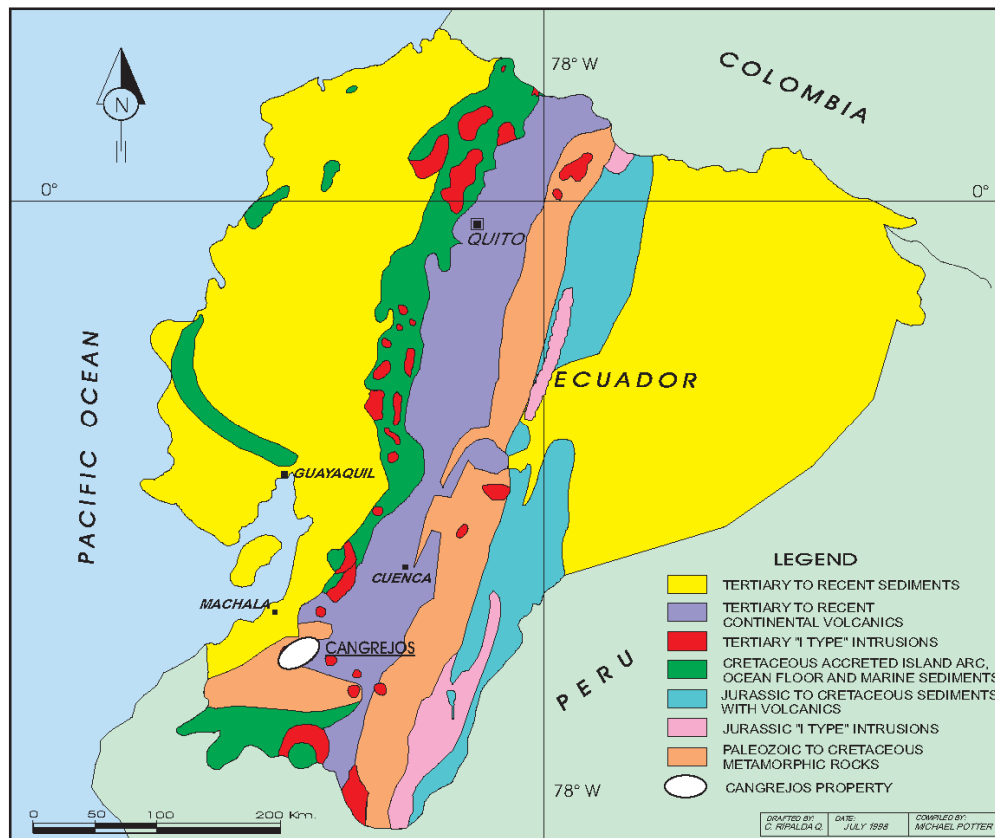 78° W
COLOMBIA
N
0°
0°
QUITO
PACIFIC OCEAN
ECUADOR
GUAYAQUIL
CUENCA
MACHALA
CANGREJOS
PERU
LEGEND
TERTIARY TO RECENT SEDIMENTS
TERTIARY TO RECENT
CONTINENTAL VOLCANICS
TERTIARY "I TYPE" INTRUSIONS
CRETACEOUS ACCRETED ISLAND ARC,
OCEAN FLOOR AND MARINE SEDIMENTS
JURASSIC TO CRETACEOUS SEDIMENTS
WITH VOLCANICS
JURASSIC "I TYPE" INTRUSIONS
PALEOZOIC TO CRETACEOUS
METAMORPHIC ROCKS
CANGREJOS PROPERTY
78° W
0 50 100 200 Km.
DRAFTED BY:
C. RIPALDA C.
DATE:
JULY 1998
COMPILED BY:
MICHAEL POTTER